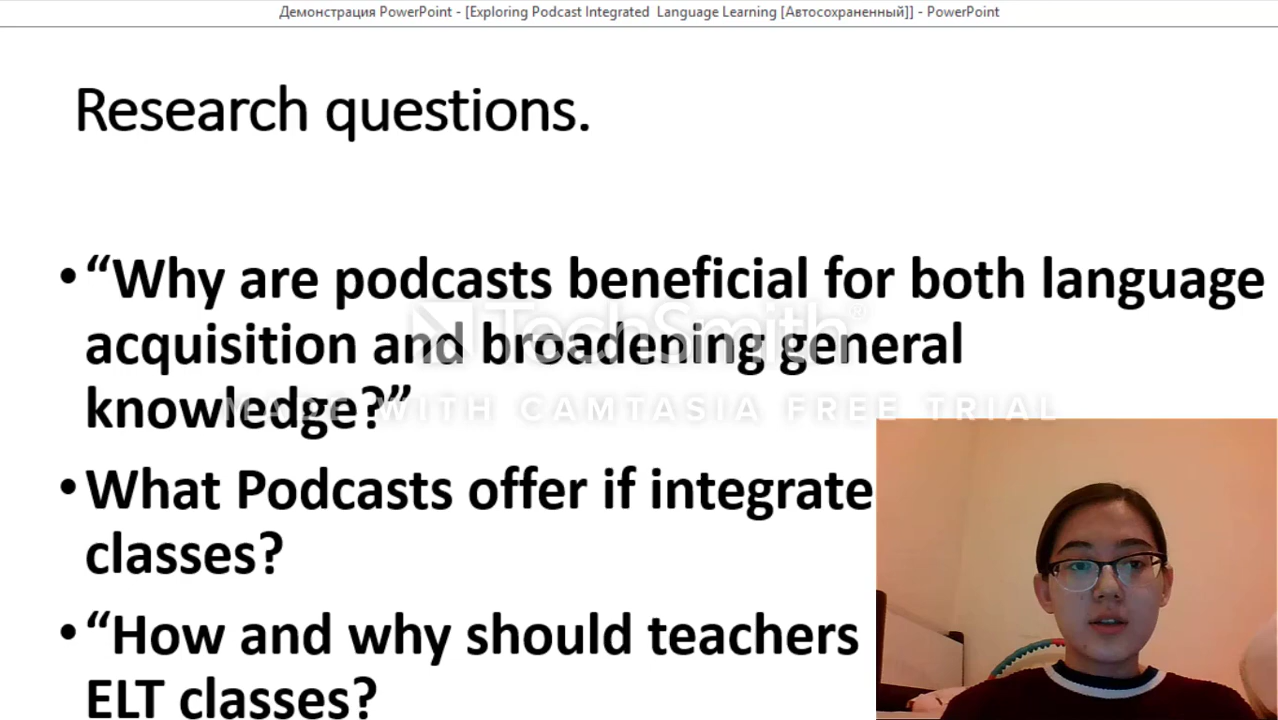 Демонстрация PowerPoint - [Exploring Podcast Integrated Language Learning [Автосохраненный]] - PowerPoint
Research questions.
• “Why are podcasts beneficial for both language
acquisition and broadening general
knowledge?”
TechSmith®
MADE WITH CAMTASIA FREE TRIAL
• What Podcasts offer if integrate
classes?
• “How and why should teachers
ELT classes?